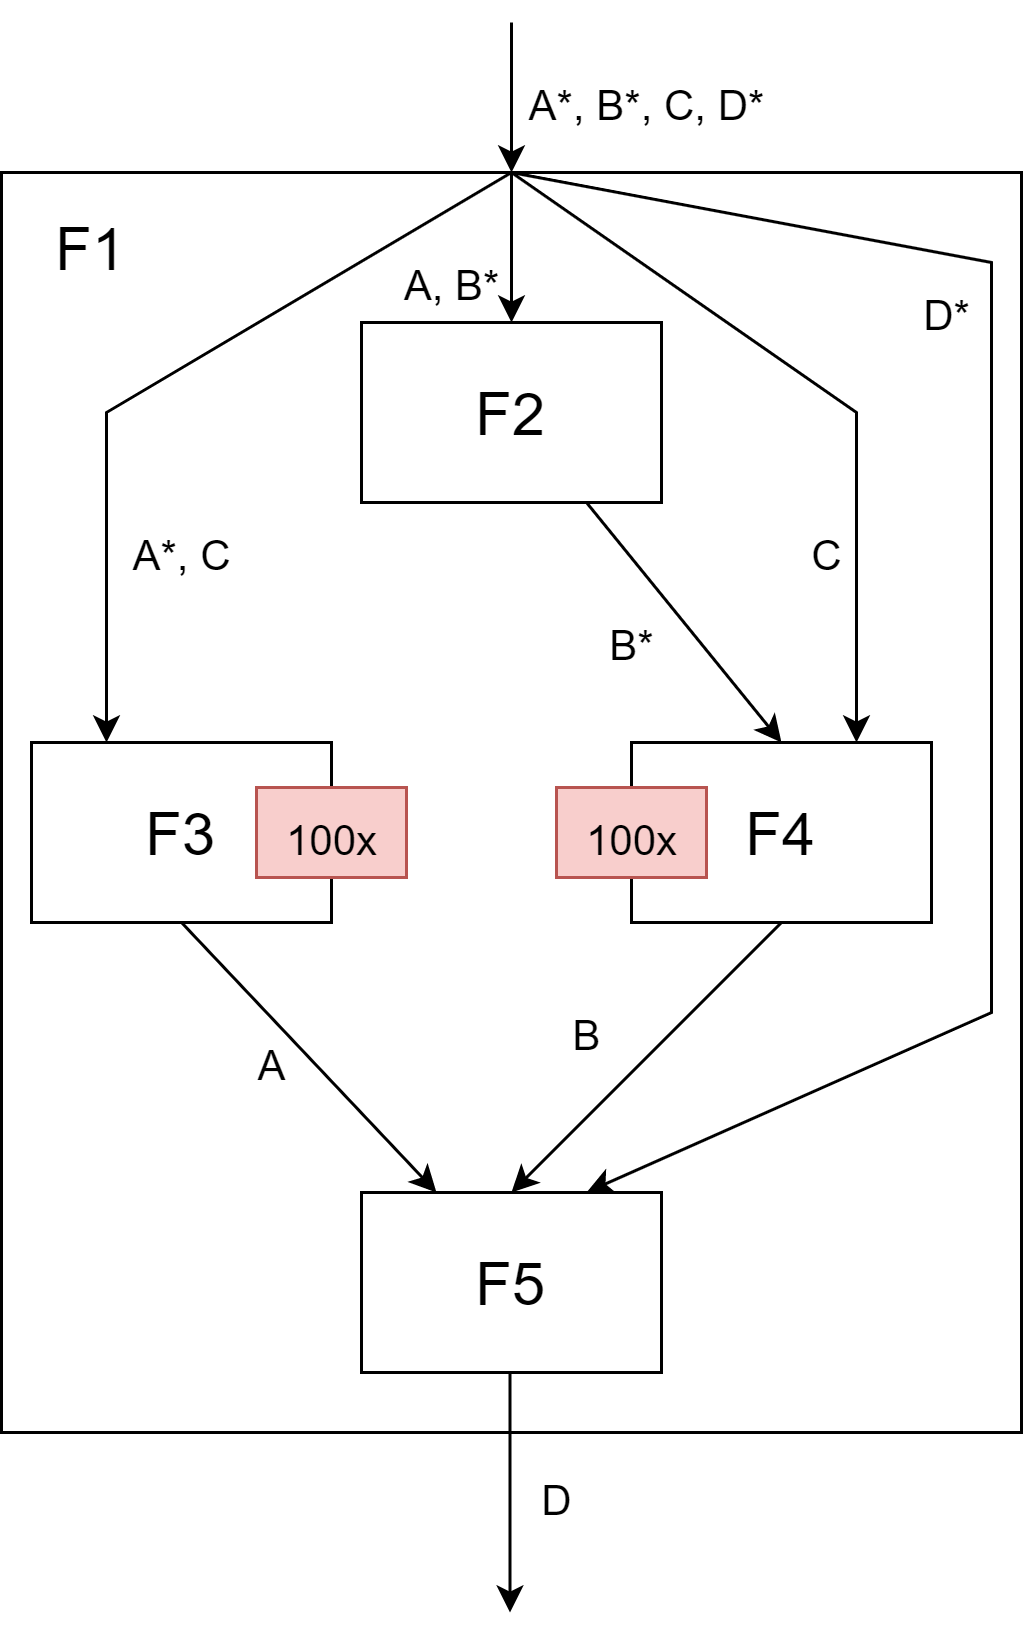 A*, B*, C, D*
F1
A, B*
D*
F2
A*, C
C
B*
F3
100x
100x
F4
B
A
F5
D